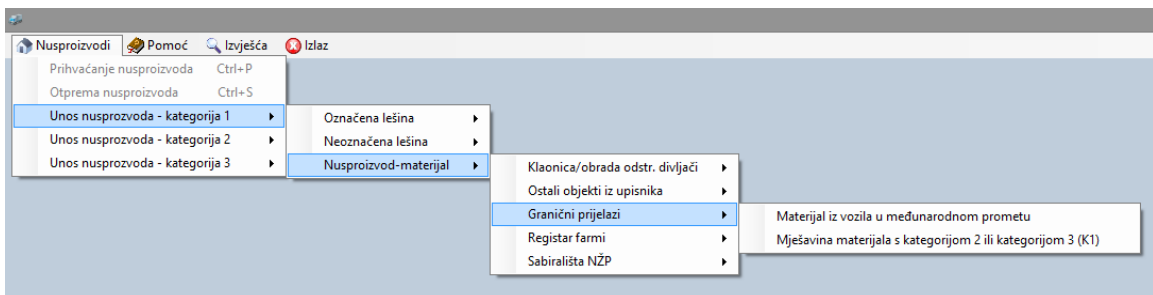 Nusproizvodi Pomoć Izvješća Izlaz
Prihvaćanje nusproizvoda Ctrl+P
Otprema nusproizvoda Ctrl+S
Unos nusprozvoda - kategorija 1
Unos nusprozvoda - kategorija 2
Unos nusprozvoda - kategorija 3
Označena lešina
Neoznačena lešina
Nusproizvod-materijal
Klaonica/obrada odstr. divljači
Ostali objekti iz upisnika
Granični prijelazi
Registar farmi
Sabirališta NŽP
Materijal iz vozila u međunarodnom prometu
Mješavina materijala s kategorijom 2 ili kategorijom 3 (K1)